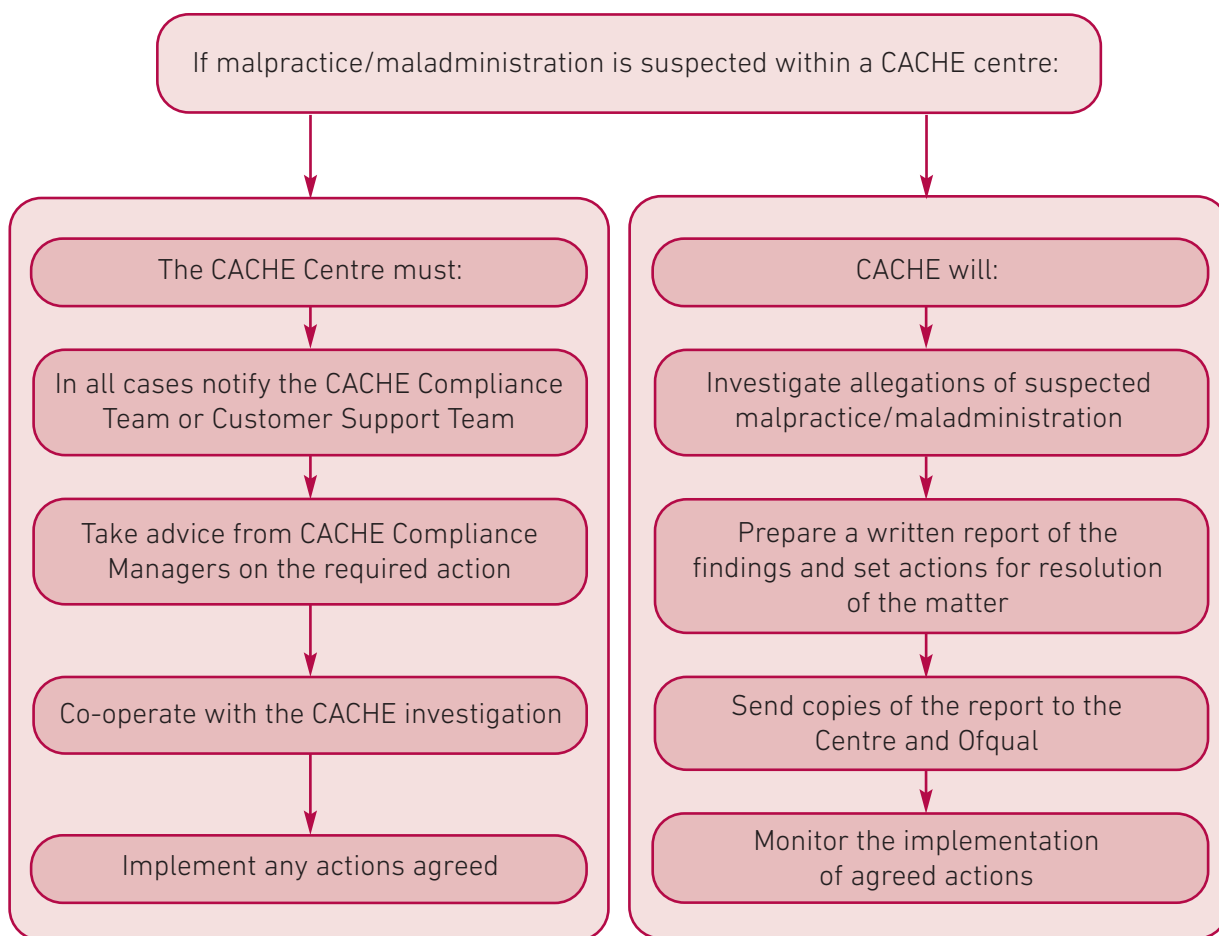 If malpractice/maladministration is suspected within a CACHE centre:
The CACHE Centre must:
In all cases notify the CACHE Compliance
Team or Customer Support Team
Take advice from CACHE Compliance
Managers on the required action
Co-operate with the CACHE investigation
Implement any actions agreed
CACHE will:
Investigate allegations of suspected
malpractice/maladministration
Prepare a written report of the
findings and set actions for resolution
of the matter
Send copies of the report to the
Centre and Ofqual
Monitor the implementation
of agreed actions